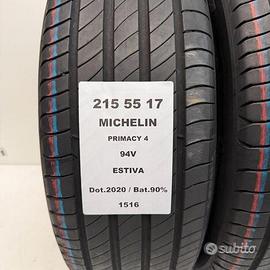 215 55 17
MICHELIN
PRIMACY 4
94V
ESTIVA
Dot.2020 / Bat.90%
1516
subito